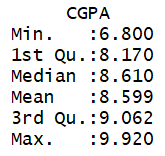 CGPA
Min.   :6.800
1st Qu.:8.170
Median :8.610
Mean   :8.599
3rd Qu.:9.062
Max.   :9.920